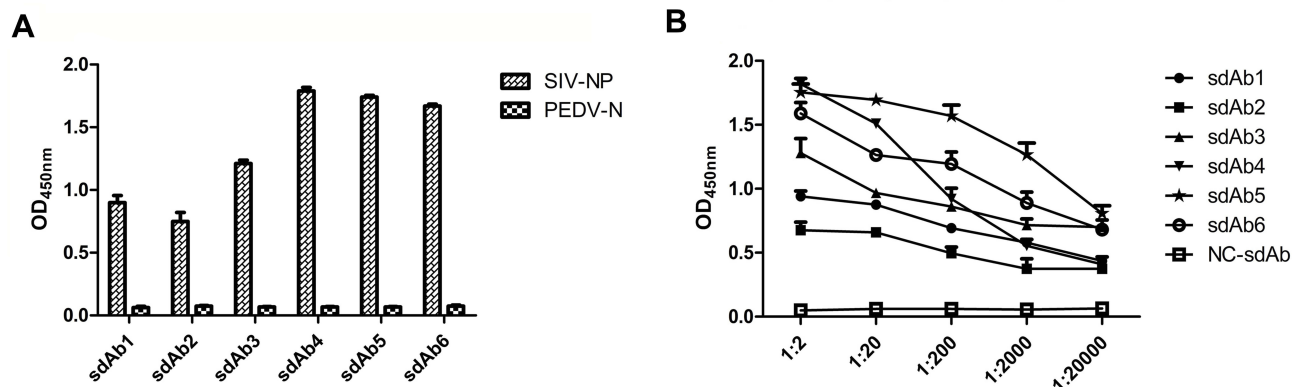 A
OD450nm
2.0
1.5
1.0
0.5
0.0
sdAb1
sdAb2
sdAb3
sdAb4
sdAb5
sdAb6
SIV-NP
PEDV-N
B
OD450nm
2.0
1.5
1.0
0.5
0.0
1:2
1:20
1:200
1:2000
1:20000
sdAb1
sdAb2
sdAb3
sdAb4
sdAb5
sdAb6
NC-sdAb